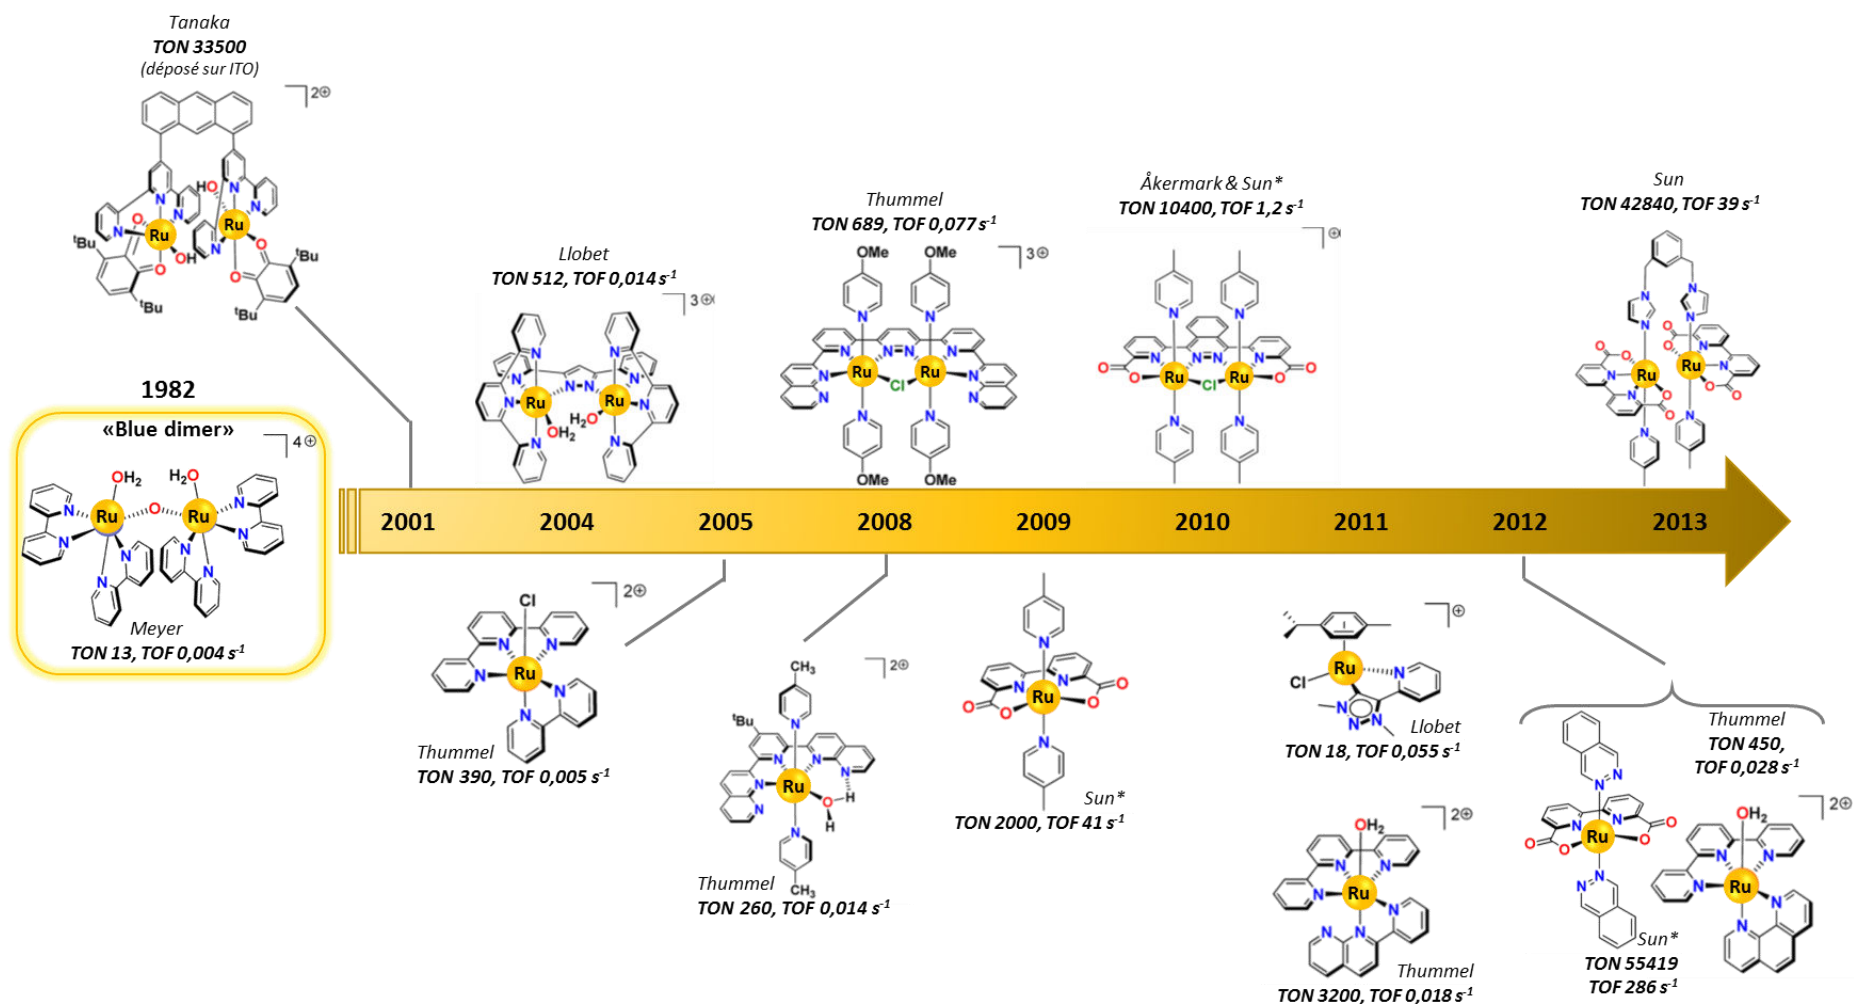 Tanaka
TON 33500
(déposé sur ITO)
2⊕
HO
N
N
N
N
N
N
Ru
Ru
O
O
OH
O
O
tBu
tBu
tBu
tBu
1982
«Blue dimer»
4⊕
OH2
H2O
N
N
Ru
O
Ru
N
N
N
N
N
N
Meyer
TON 13, TOF 0,004 s-1
Llobet
TON 512, TOF 0,014 s-1
3⊕
N
N
N
N
N
N
N
N
N
N
Ru
Ru
H2O
OH2
Thummel
TON 689, TOF 0,077 s-1
3⊕
OMe
OMe
N
N
N
N
N
N
Ru
Ru
N
Cl
N
N
N
N
N
OMe
OMe
Åkermark & Sun*
TON 10400, TOF 1,2 s-1
⊕
N
N
N
N
N
N
O
O
Ru
Cl
Ru
O
O
N
N
Sun
TON 42840, TOF 39 s-1
N
N
N
N
O
O
O
O
Ru
Ru
N
N
N
N
O
O
O
O
N
N
2001
2004
2005
2008
2009
2010
2011
2012
2013
Cl
2⊕
N
N
N
Ru
N
N
N
Thummel
TON 390, TOF 0,005 s-1
2⊕
CH3
tBu
N
N
N
N
N
Ru
N
O
H
H
N
CH3
Thummel
TON 260, TOF 0,014 s-1
N
N
N
Ru
O
O
O
O
N
Sun*
TON 2000, TOF 41 s-1
⊕
Ru
N
Cl
N
N
N
Llobet
TON 18, TOF 0,055 s-1
OH2
2⊕
N
N
N
Ru
N
N
N
Thummel
TON 3200, TOF 0,018 s-1
Thummel
TON 450,
TOF 0,028 s-1
N
N
N
N
O
O
Ru
O
O
N
N
Sun*
TON 55419
TOF 286 s-1
OH2
2⊕
N
N
N
Ru
N
N